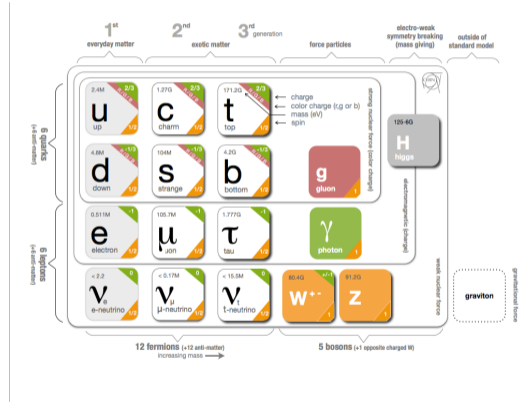 1st
2nd
3rd generation
everyday matter
exotic matter
force particles
electro-weak
symmetry breaking
(mass giving)
outside of
standard model
6 quarks
(+6 anti-matter)
6 leptons
(+6 anti-matter)
2.4M
2/3
u
up
1/2
1.27G
2/3
c
charm
1/2
171.2G
2/3
t
top
1/2
charge
color charge (r,g or b)
mass (eV)
spin
strong nuclear force (color charge)
125-6G
H
higgs
4.8M
-1/3
d
down
1/2
104M
-1/3
s
strange
1/2
4.2G
-1/3
b
bottom
1/2
g
gluon
1
electromagnetic (charge)
0.511M
-1
e
electron
1/2
105.7M
-1
μ
1/2
1.777G
-1
τ
tau
1/2
γ
photon
1
weak nuclear force
gravitational force
< 2.2
0
νe
e-neutrino
1/2
< 0.17M
0
νμ
μ-neutrino
1/2
< 15.5M
0
ντ
t-neutrino
1/2
80.4G
+/-1
W+-
1
91.2G
Z
1
graviton
12 fermions (+12 anti-matter)
increasing mass
5 bosons (+1 opposite charged W)